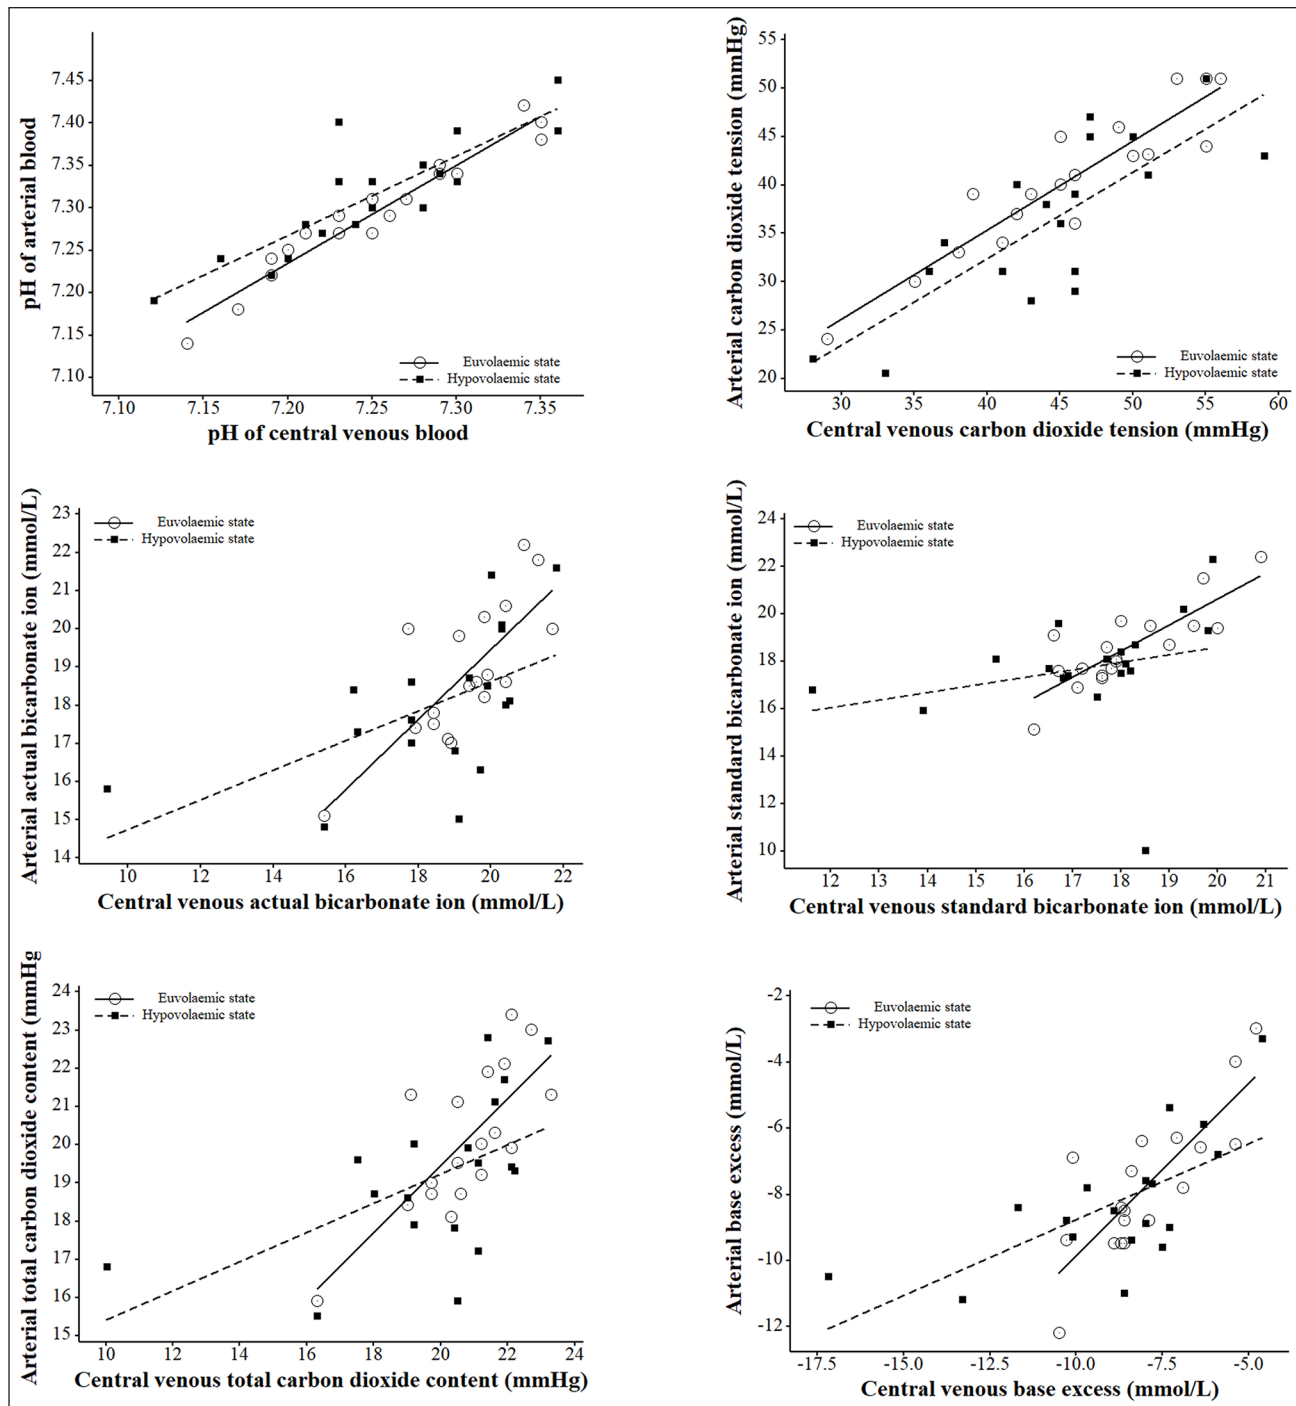 pH of arterial blood
7.45
7.40
7.35
7.30
7.25
7.20
7.15
7.10
Euvolaemic state
Hypovolaemic state
7.10 7.15 7.20 7.25 7.30 7.35
pH of central venous blood
Arterial carbon dioxide tension (mmHg)
55
50
45
40
35
30
25
20
Euvolaemic state
Hypovolaemic state
30 35 40 45 50 55 60
Central venous carbon dioxide tension (mmHg)
Arterial actual bicarbonate ion (mmol/L)
23
22
21
20
19
18
17
16
15
14
Euvolaemic state
Hypovolaemic state
10 12 12 14 16 18 20 22
Central venous actual bicarbonate ion (mmol/L)
Arterial standard bicarbonate ion (mmol/L)
24
22
20
18
16
14
12
10
Euvolaemic state
Hypovolaemic state
12 13 14 15 16 17 18 19 20 21
Central venous standard bicarbonate ion (mmol/L)
Arterial total carbon dioxide content (mmHg
24
23
22
21
20
19
18
17
16
15
Euvolaemic state
Hypovolaemic state
10 12 14 16 18 20 22 24
Central venous total carbon dioxide content (mmHg)
Arterial base excess (mmol/L)
-2
-4
-6
-8
-10
-12
Euvolaemic state
Hypovolaemic state
-17.5 -15.0 -12.5 -10.0 -7.5 -5.0
Central venous base excess (mmol/L)